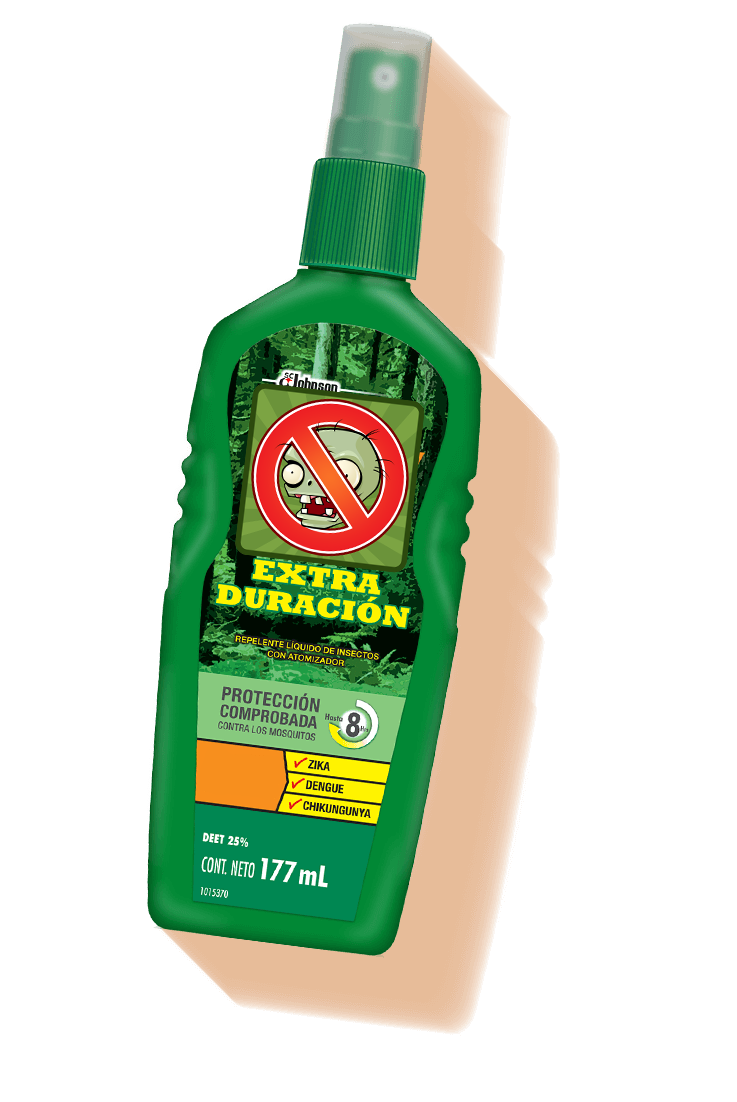 SC Johnson
EXTRA
DURACIÓN
REPELENTE LÍQUIDO DE INSECTOS
CON ATOMIZADOR
PROTECCIÓN
COMPROBADA
CONTRA LOS MOSQUITOS
Hasta 8 Hrs
ZIKA
DENGUE
CHIKUNGUNYA
DEET 25%
CONT. NETO 177 mL
1015370